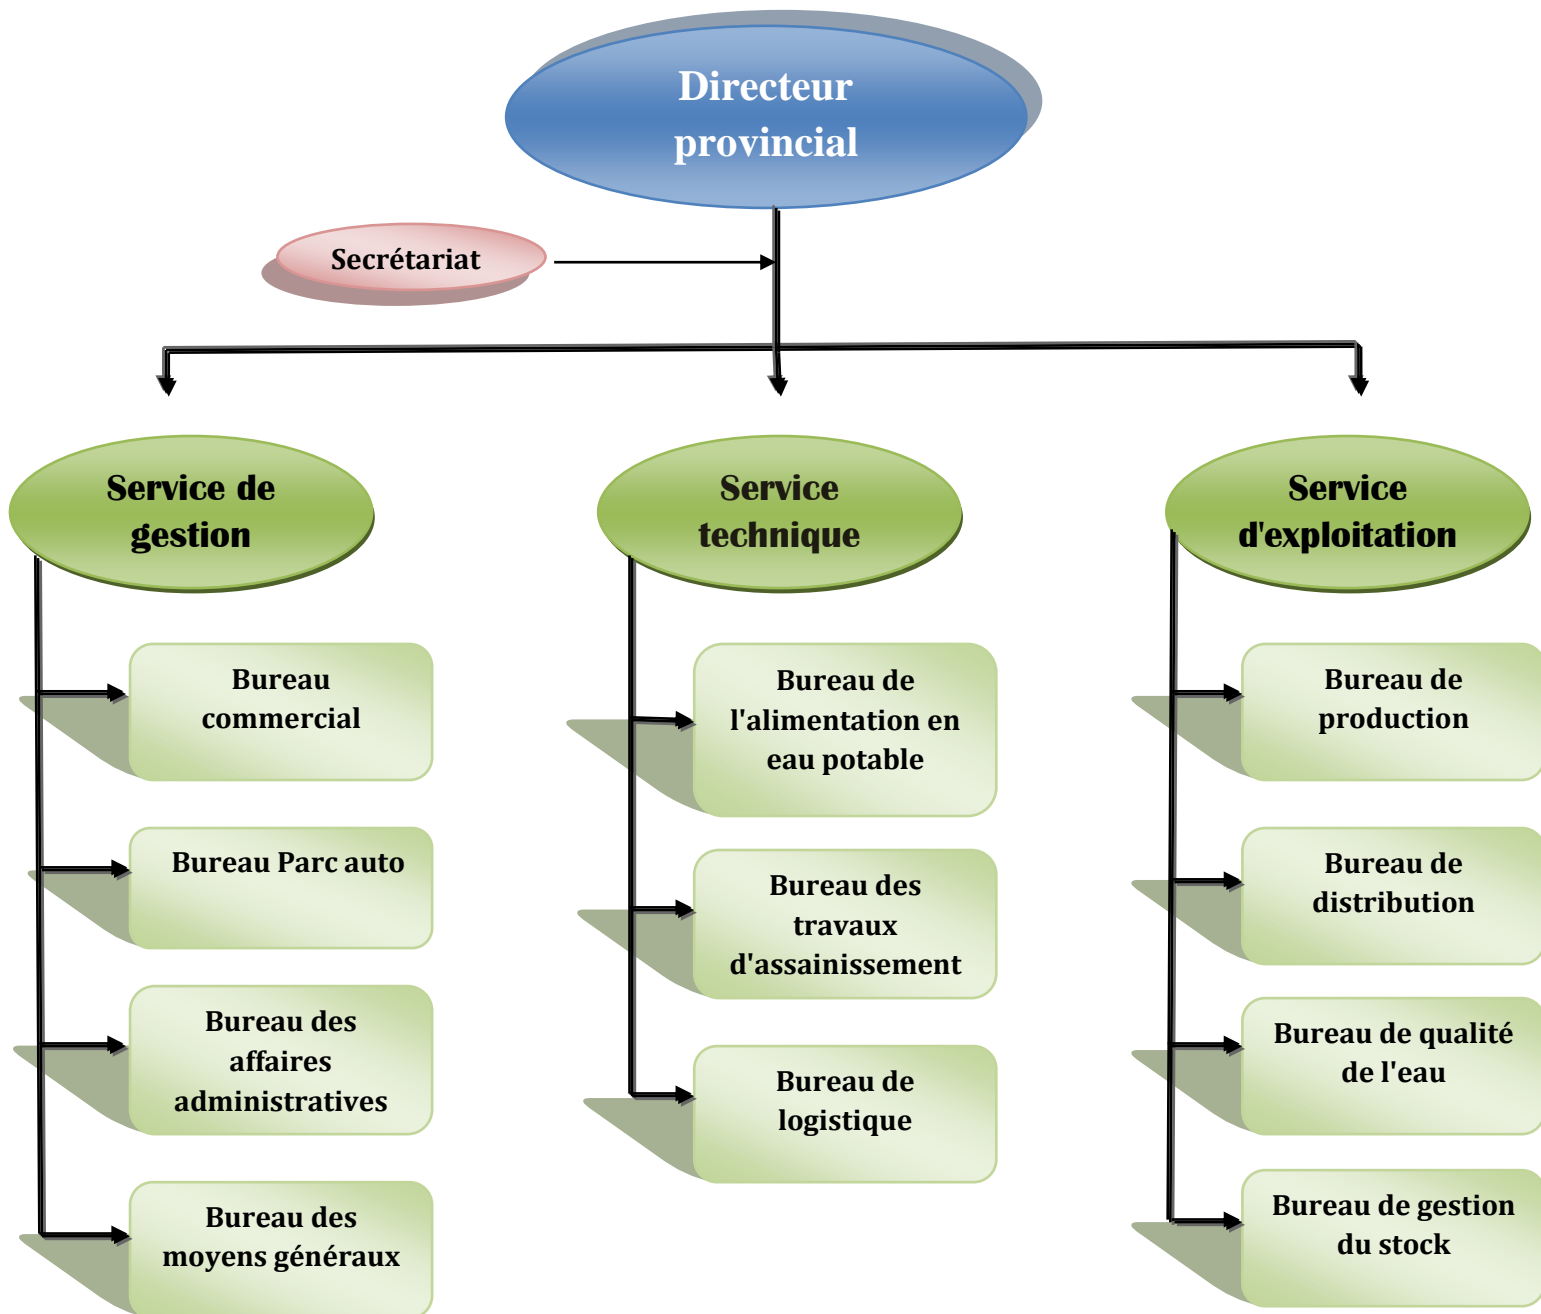 Directeur
provincial
Secrétariat
Service de
gestion
Bureau
commercial
Bureau Parc auto
Bureau des
affaires
administratives
Bureau des
moyens généraux
Service
technique
Bureau de
l'alimentation en
eau potable
Bureau des
travaux
d'assainissement
Bureau de
logistique
Service
d'exploitation
Bureau de
production
Bureau de
distribution
Bureau de qualité
de l'eau
Bureau de gestion
du stock